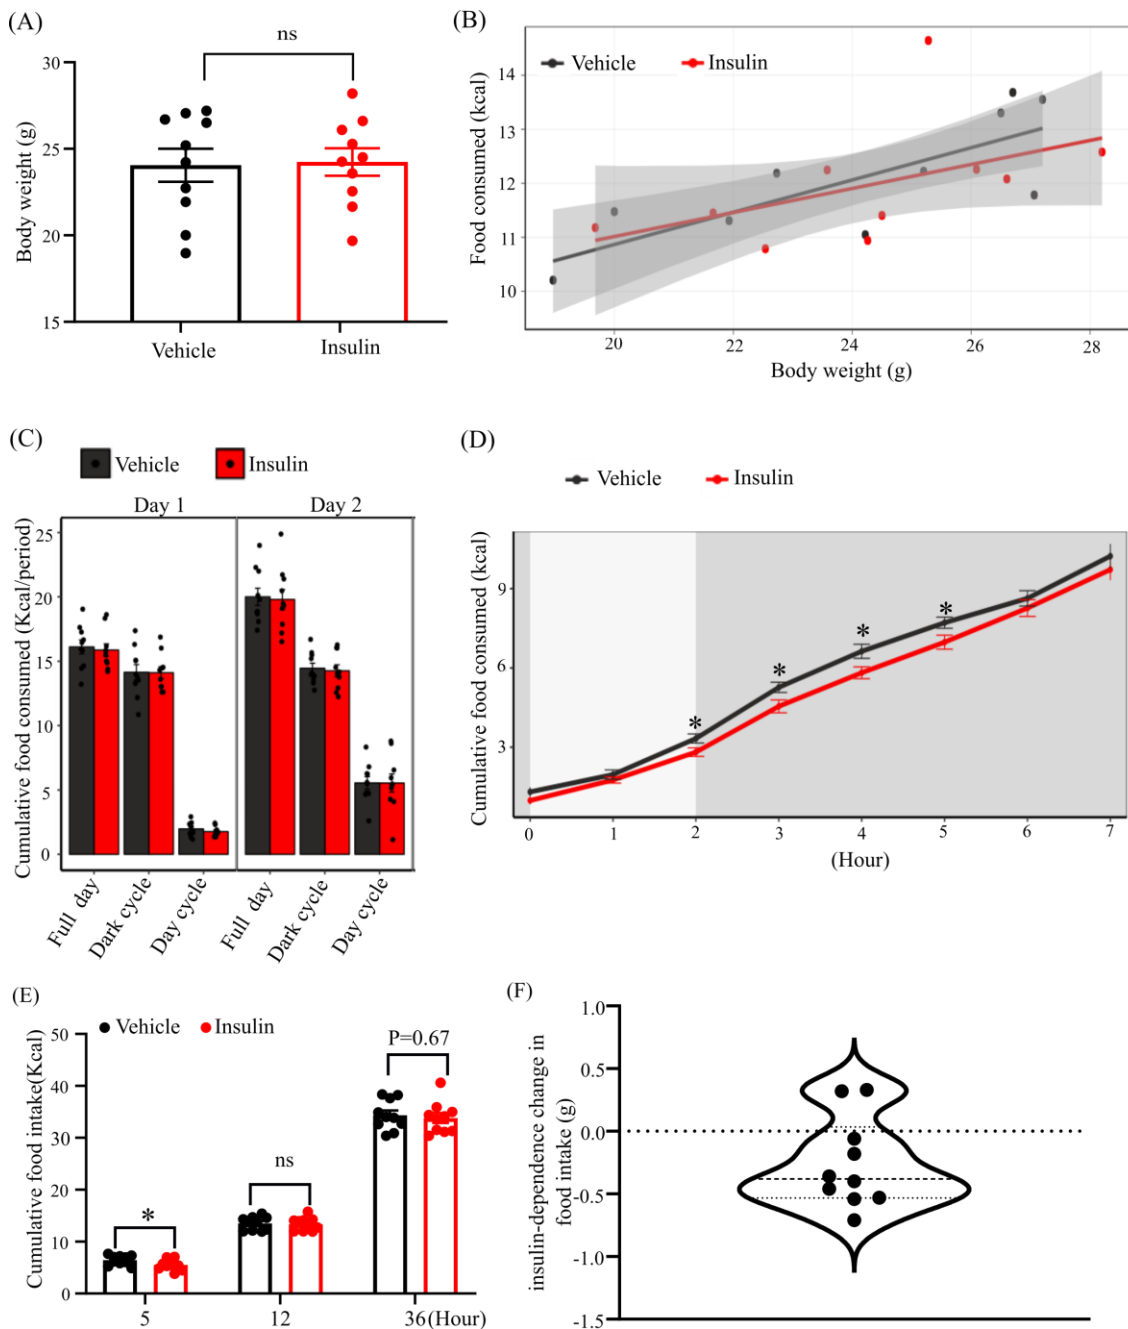 (A)
ns
30
25
20
15
Body weight (g)
Vehicle
Insulin
(B)
Vehicle
Insulin
14
13
12
11
10
Food consumed (kcal)
20
22
24
26
28
Body weight (g)
(C)
Vehicle
Insulin
Day 1
Day 2
25
20
15
10
5
0
Cumulative food consumed (Kcal/period)
Full day
Dark cycle
Day cycle
Full day
Dark cycle
Day cycle
(D)
Vehicle
Insulin
9
6
3
Cumulative food consumed (kcal)
*
*
*
*
0
1
2
3
4
5
6
7
(Hour)
(E)
Vehicle
Insulin
P=0.67
ns
*
50
40
30
20
10
0
Cumulative food intake(Kcal)
5
12
36(Hour)
(F)
1.0
0.5
0.0
-0.5
-1.0
-1.5
insulin-dependence change in
food intake (g)